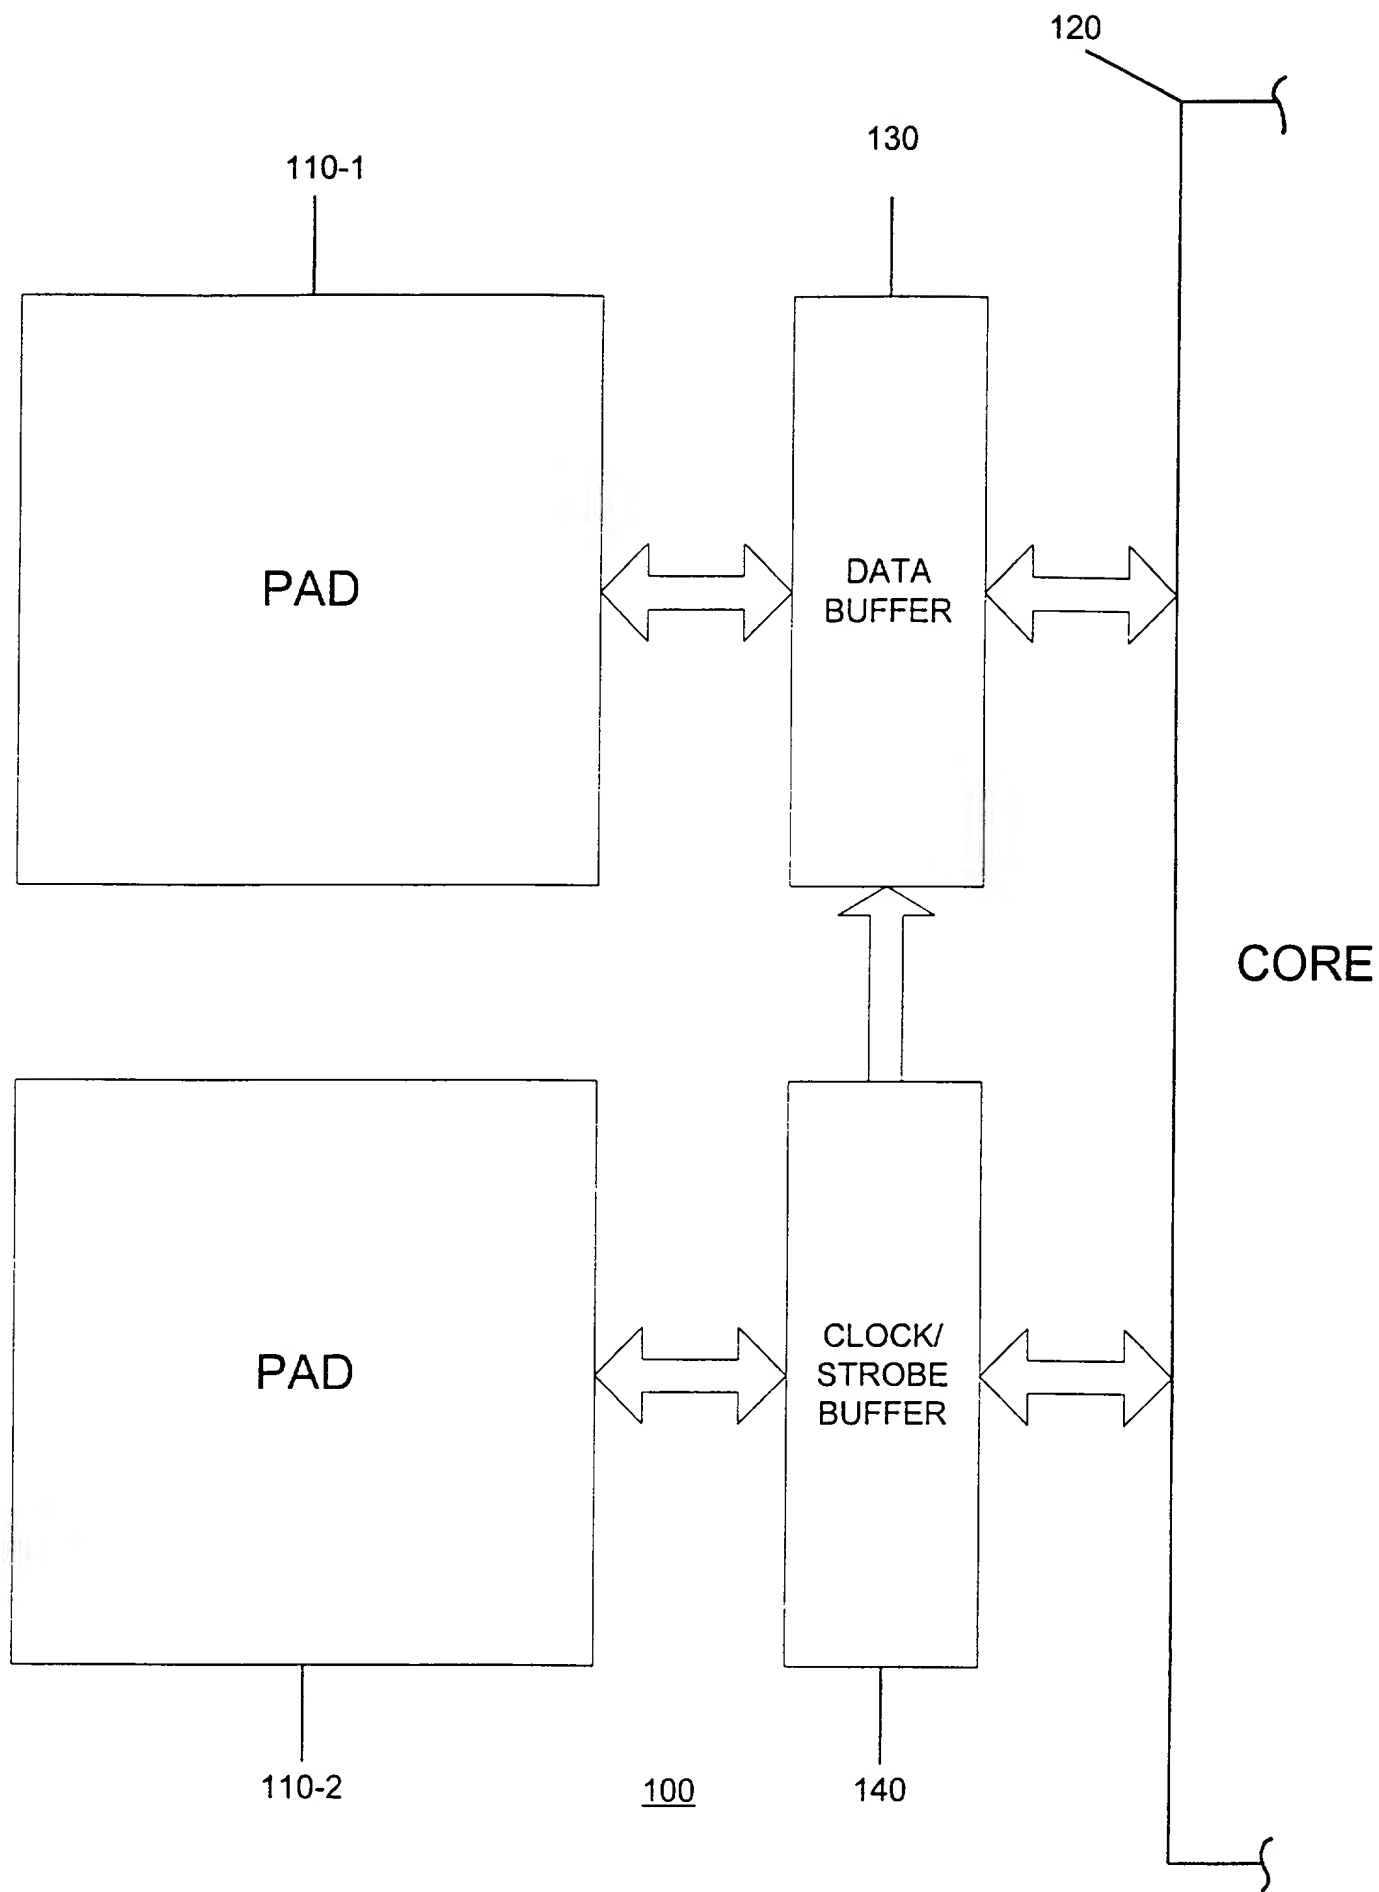 120
130
110-1
PAD
DATA
BUFFER
CORE
PAD
CLOCK/
STROBE
BUFFER
110-2
100
140